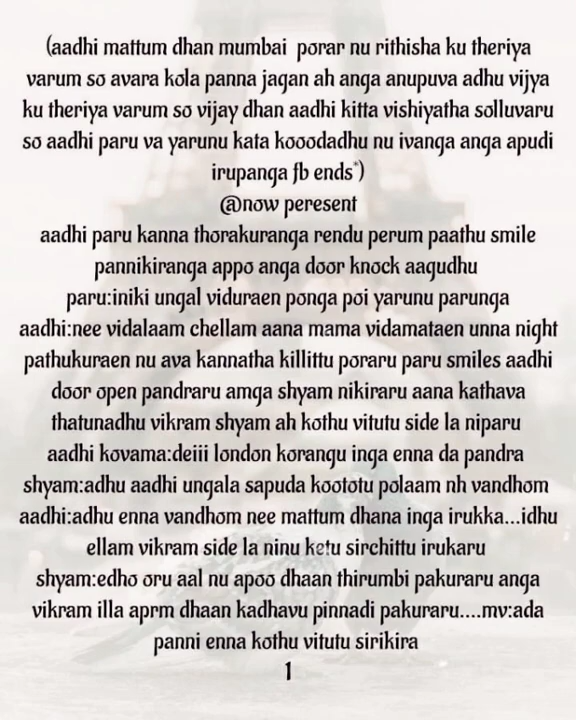 (aadhi mattum dhan mumbai porar nu rithisha ku theriya
varum so avara kola panna jagan ah anga anupuva adhu vijya
ku theriya varum so vijay dhan aadhi kitta vishiyatha solluvaru
so aadhi paru va yarunu kata kooodadhu nu ivanga anga apudi
irupanga fb ends*)
@now peresent
aadhi paru kanna thorakuranga rendu perum paathu smile
pannikiranga appo anga door knock aagudhu
paru:iniki ungal viduraen ponga poi yarunu parunga
aadhi:nee vidalaam chellam aana mama vidamataen unna night
pathukuraen nu ava kannatha killittu poraru paru smiles aadhi
door open pandraru amga shyam nikiraru aana kathava
thatunadhu vikram shyam ah kothu vitutu side la niparu
aadhi kovama:deiii london korangu inga enna da pandra
shyam:adhu aadhi ungala sapuda koototu polaam nh vandhom
aadhi:adhu enna vandhom nee mattum dhana inga irukka...idhu
ellam vikram side la ninu ketu sirchittu irukaru
shyam:edho oru aal nu apoo dhaan thirumbi pakuraru anga
vikram illa aprm dhaan kadhavu pinnadi pakuraru....mv:ada
panni enna kothu vitutu sirikira
1